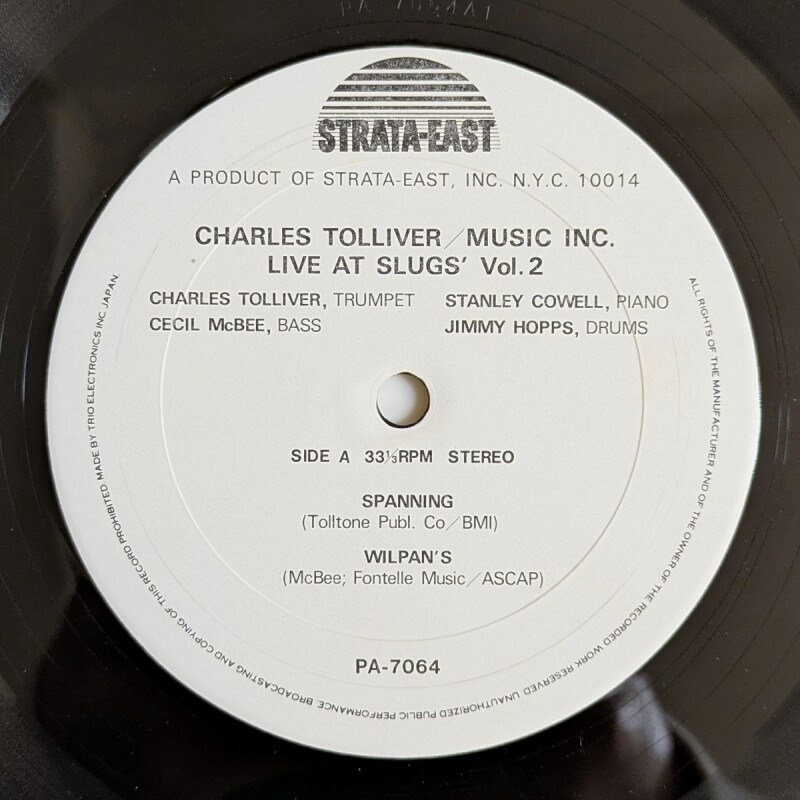 PA 7064A1
STRATA-EAST
A PRODUCT OF STRATA-EAST, INC. N.Y.C. 10014
CHARLES TOLLIVER/MUSIC INC.
LIVE AT SLUGS' Vol.2
CHARLES TOLLIVER, TRUMPET STANLEY COWELL, PIANO
CECIL McBEE, BASS JIMMY HOPPS, DRUMS
SIDE A 33⅓RPM STEREO
SPANNING
(Tolltone Publ. Co/BMI)
WILPAN'S
(McBee; Fontelle Music/ASCAP)
PA-7064
ALL RIGHTS OF THE MANUFACTURER AND OF THE OWNER OF THE RECORDED WORK RESERVED UNAUTHORIZED PUBLIC PERFORMANCE BROADCASTING AND COPYING OF THIS RECORD PROHIBITED. MADE BY TRIO ELECTRONICS INC JAPAN.